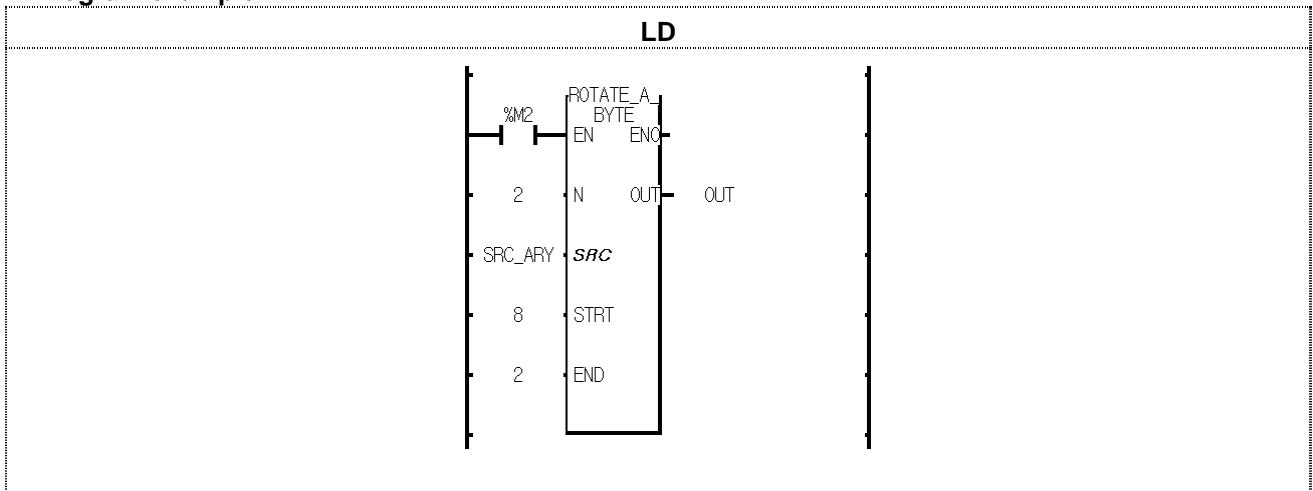 LD
ROTATE_A_
%M2 BYTE
EN ENO
2 N OUT OUT
SRC_ARY SRC
8 STRT
2 END